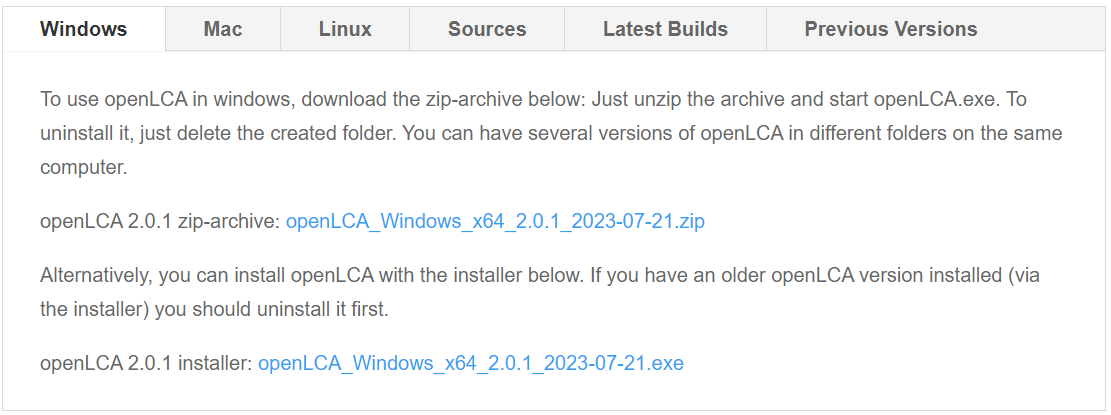 Windows
Mac
Linux
Sources
Latest Builds
Previous Versions
To use openLCA in windows, download the zip-archive below: Just unzip the archive and start openLCA.exe. To
uninstall it, just delete the created folder. You can have several versions of openLCA in different folders on the same
computer.
openLCA 2.0.1 zip-archive: openLCA_Windows_x64_2.0.1_2023-07-21.zip
Alternatively, you can install openLCA with the installer below. If you have an older openLCA version installed (via
the installer) you should uninstall it first.
openLCA 2.0.1 installer: openLCA_Windows_x64_2.0.1_2023-07-21.exe